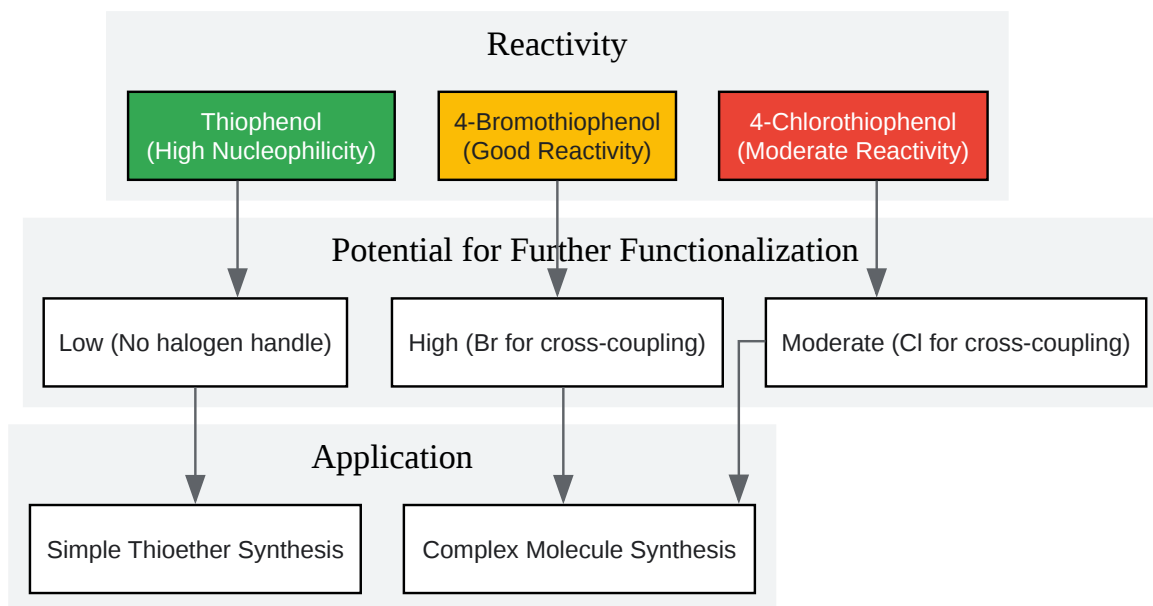 Reactivity
Thiophenol
(High Nucleophilicity)
4-Bromothiophenol
(Good Reactivity)
4-Chlorothiophenol
(Moderate Reactivity)
Potential for Further Functionalization
Low (No halogen handle)
High (Br for cross-coupling)
Moderate (Cl for cross-coupling)
Application
Simple Thioether Synthesis
Complex Molecule Synthesis